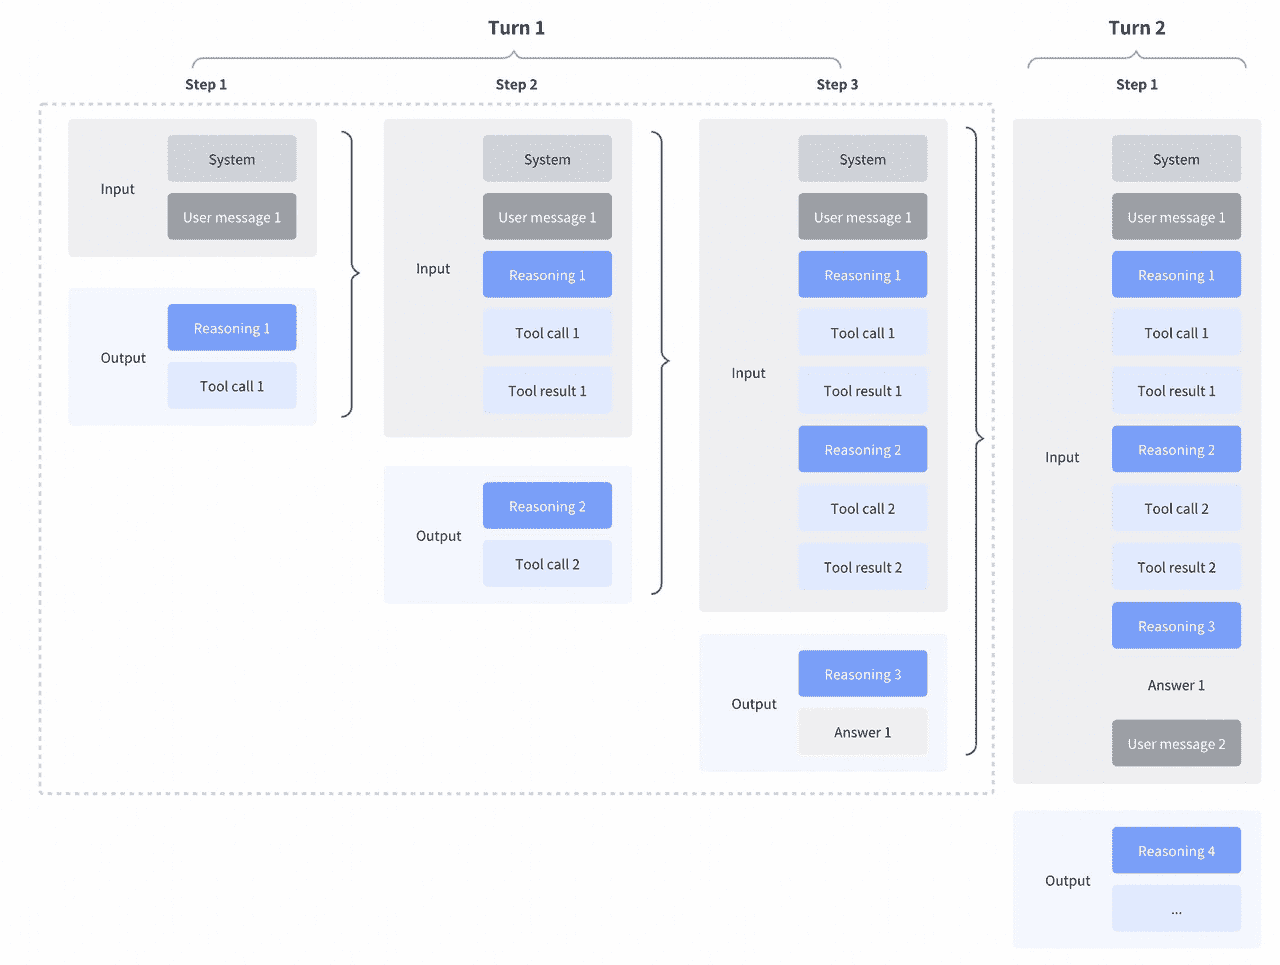 Turn 1
Turn 2
Step 1
Step 2
Step 3
Step 1
Input
System
User message 1
Output
Reasoning 1
Tool call 1
Input
System
User message 1
Reasoning 1
Tool call 1
Tool result 1
Output
Reasoning 2
Tool call 2
Input
System
User message 1
Reasoning 1
Tool call 1
Tool result 1
Reasoning 2
Tool call 2
Tool result 2
Output
Reasoning 3
Answer 1
Input
System
User message 1
Reasoning 1
Tool call 1
Tool result 1
Reasoning 2
Tool call 2
Tool result 2
Reasoning 3
Answer 1
User message 2
Output
Reasoning 4
...